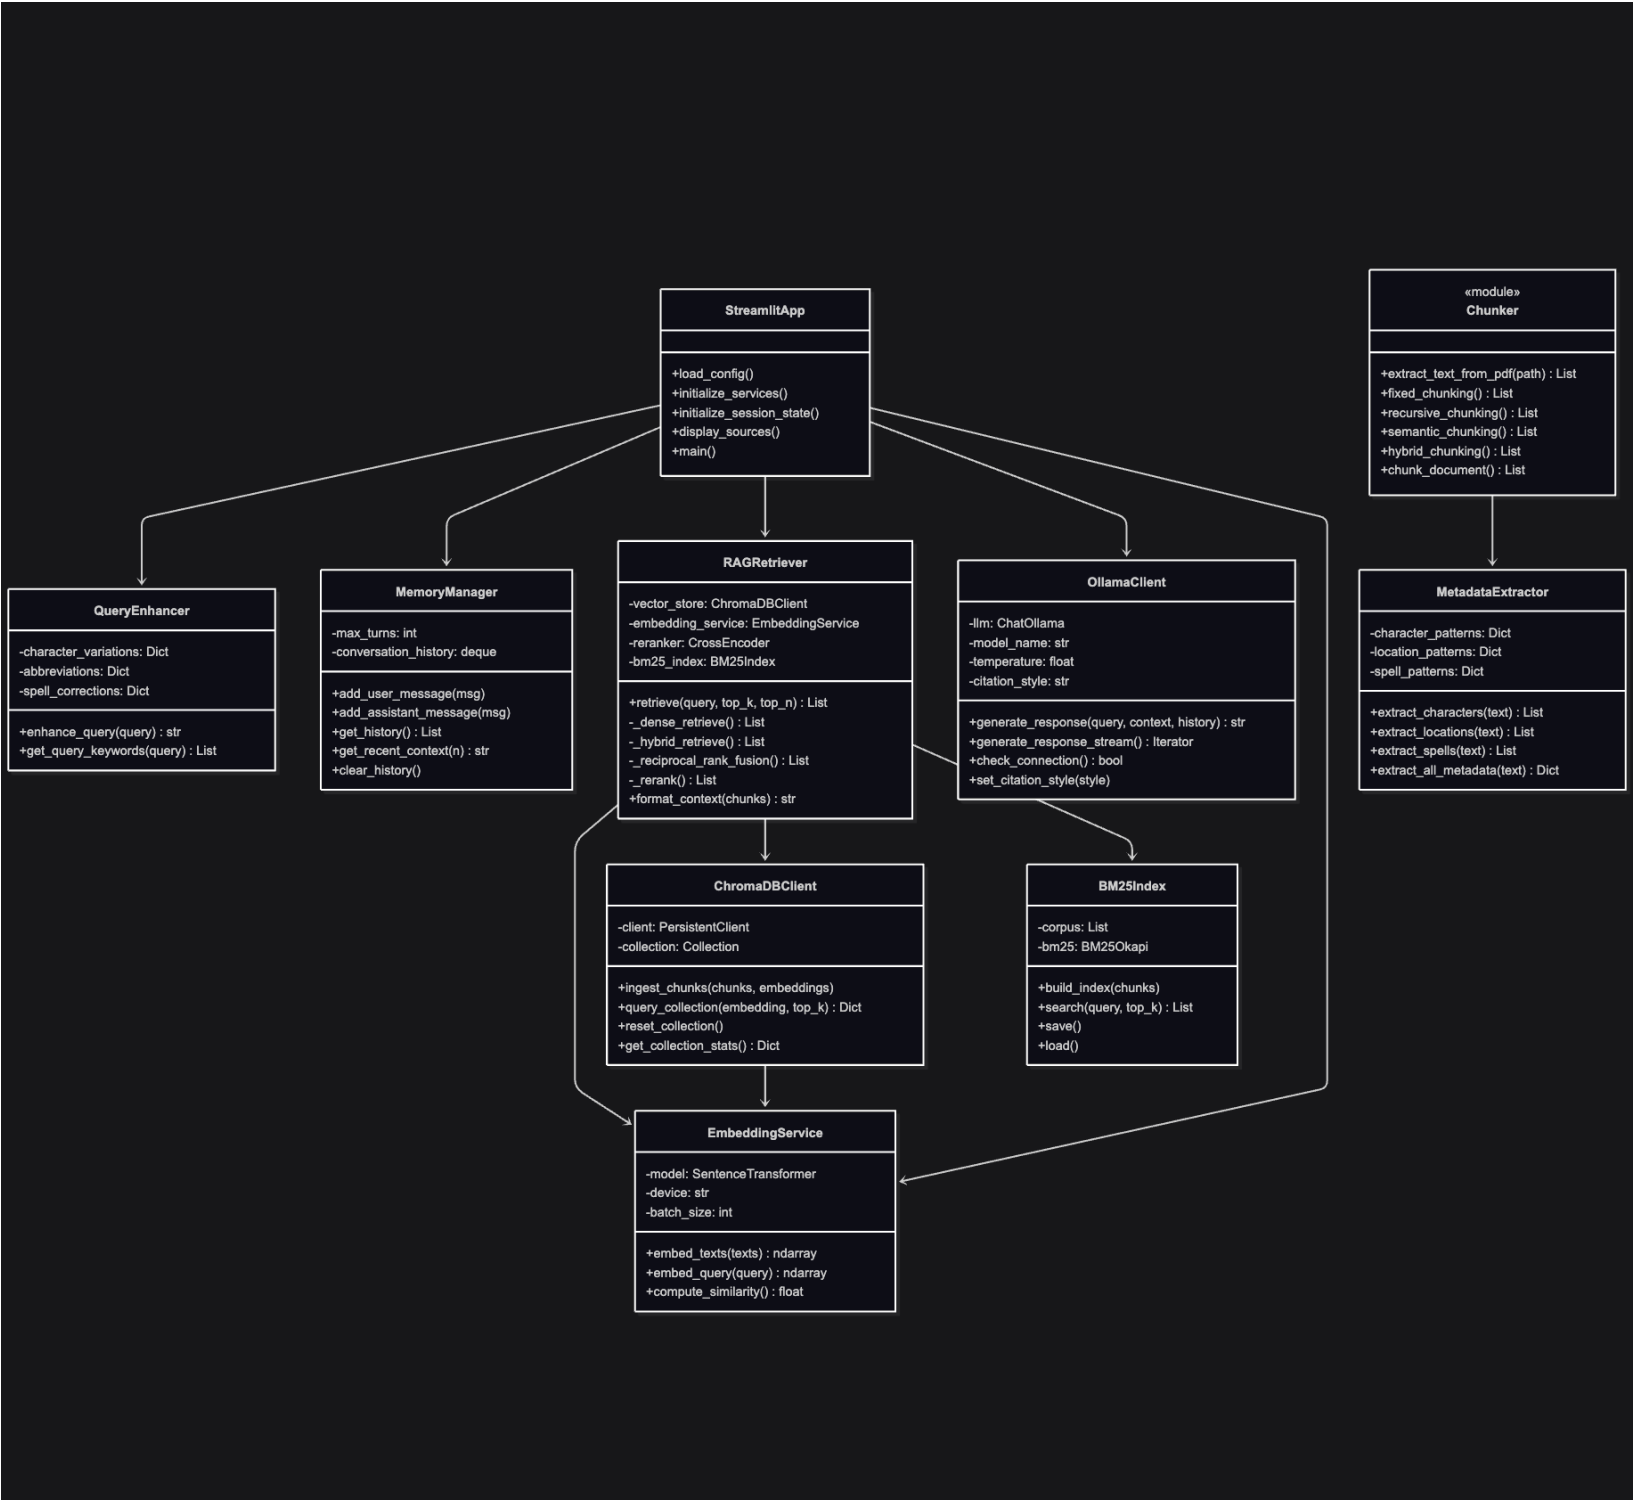 StreamlitApp
+load_config()
+initialize_services()
+initialize_session_state()
+display_sources()
+main()
«module»
Chunker
+extract_text_from_pdf(path) : List
+fixed_chunking() : List
+recursive_chunking() : List
+semantic_chunking() : List
+hybrid_chunking() : List
+chunk_document() : List
QueryEnhancer
-character_variations: Dict
-abbreviations: Dict
-spell_corrections: Dict
+enhance_query(query) : str
+get_query_keywords(query) : List
MemoryManager
-max_turns: int
-conversation_history: deque
+add_user_message(msg)
+add_assistant_message(msg)
+get_history() : List
+get_recent_context(n) : str
+clear_history()
RAGRetriever
-vector_store: ChromaDBClient
-embedding_service: EmbeddingService
-reranker: CrossEncoder
-bm25_index: BM25Index
+retrieve(query, top_k, top_n) : List
-_dense_retrieve() : List
-_hybrid_retrieve() : List
-_reciprocal_rank_fusion() : List
-_rerank() : List
+format_context(chunks) : str
OllamaClient
-llm: ChatOllama
-model_name: str
-temperature: float
-citation_style: str
+generate_response(query, context, history) : str
+generate_response_stream() : Iterator
+check_connection() : bool
+set_citation_style(style)
MetadataExtractor
-character_patterns: Dict
-location_patterns: Dict
-spell_patterns: Dict
+extract_characters(text) : List
+extract_locations(text) : List
+extract_spells(text) : List
+extract_all_metadata(text) : Dict
ChromaDBClient
-client: PersistentClient
-collection: Collection
+ingest_chunks(chunks, embeddings)
+query_collection(embedding, top_k) : Dict
+reset_collection()
+get_collection_stats() : Dict
BM25Index
-corpus: List
-bm25: BM25Okapi
+build_index(chunks)
+search(query, top_k) : List
+save()
+load()
EmbeddingService
-model: SentenceTransformer
-device: str
-batch_size: int
+embed_texts(texts) : ndarray
+embed_query(query) : ndarray
+compute_similarity() : float